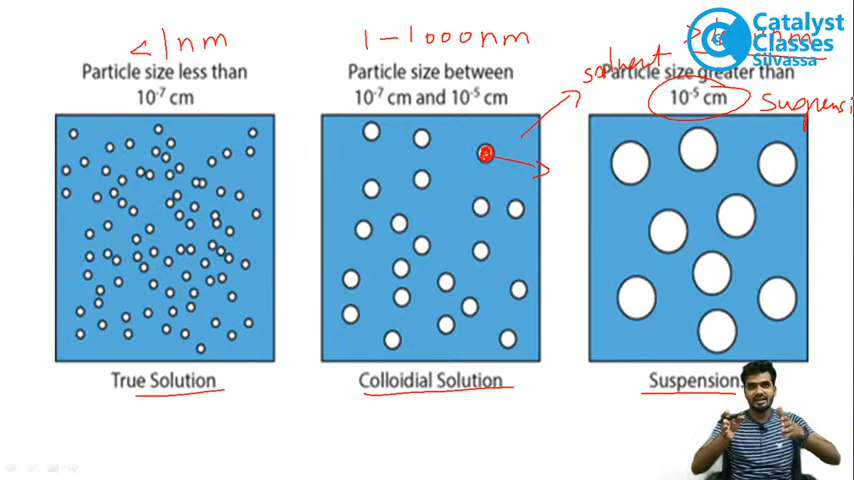 <1nm
1-1000nm
Catalyst
Classes
Silvassa
solvent
Particle size less than
10-7 cm
Particle size between
10-7 cm and 10-5 cm
Particle size greater than
10-5 cm
True Solution
Colloidial Solution
Suspension